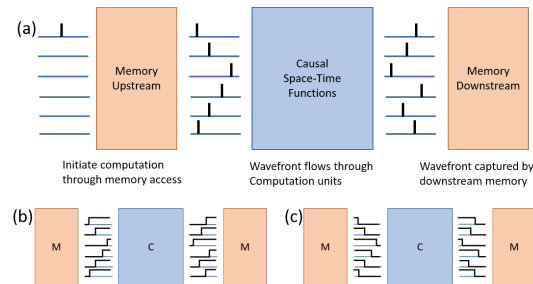 (a)
Memory
Upstream
Causal
Space-Time
Functions
Memory
Downstream
Initiate computation
through memory access
Wavefront flows through
Computation units
Wavefront captured by
downstream memory
(b)
(c)
M
C
M
M
C
M